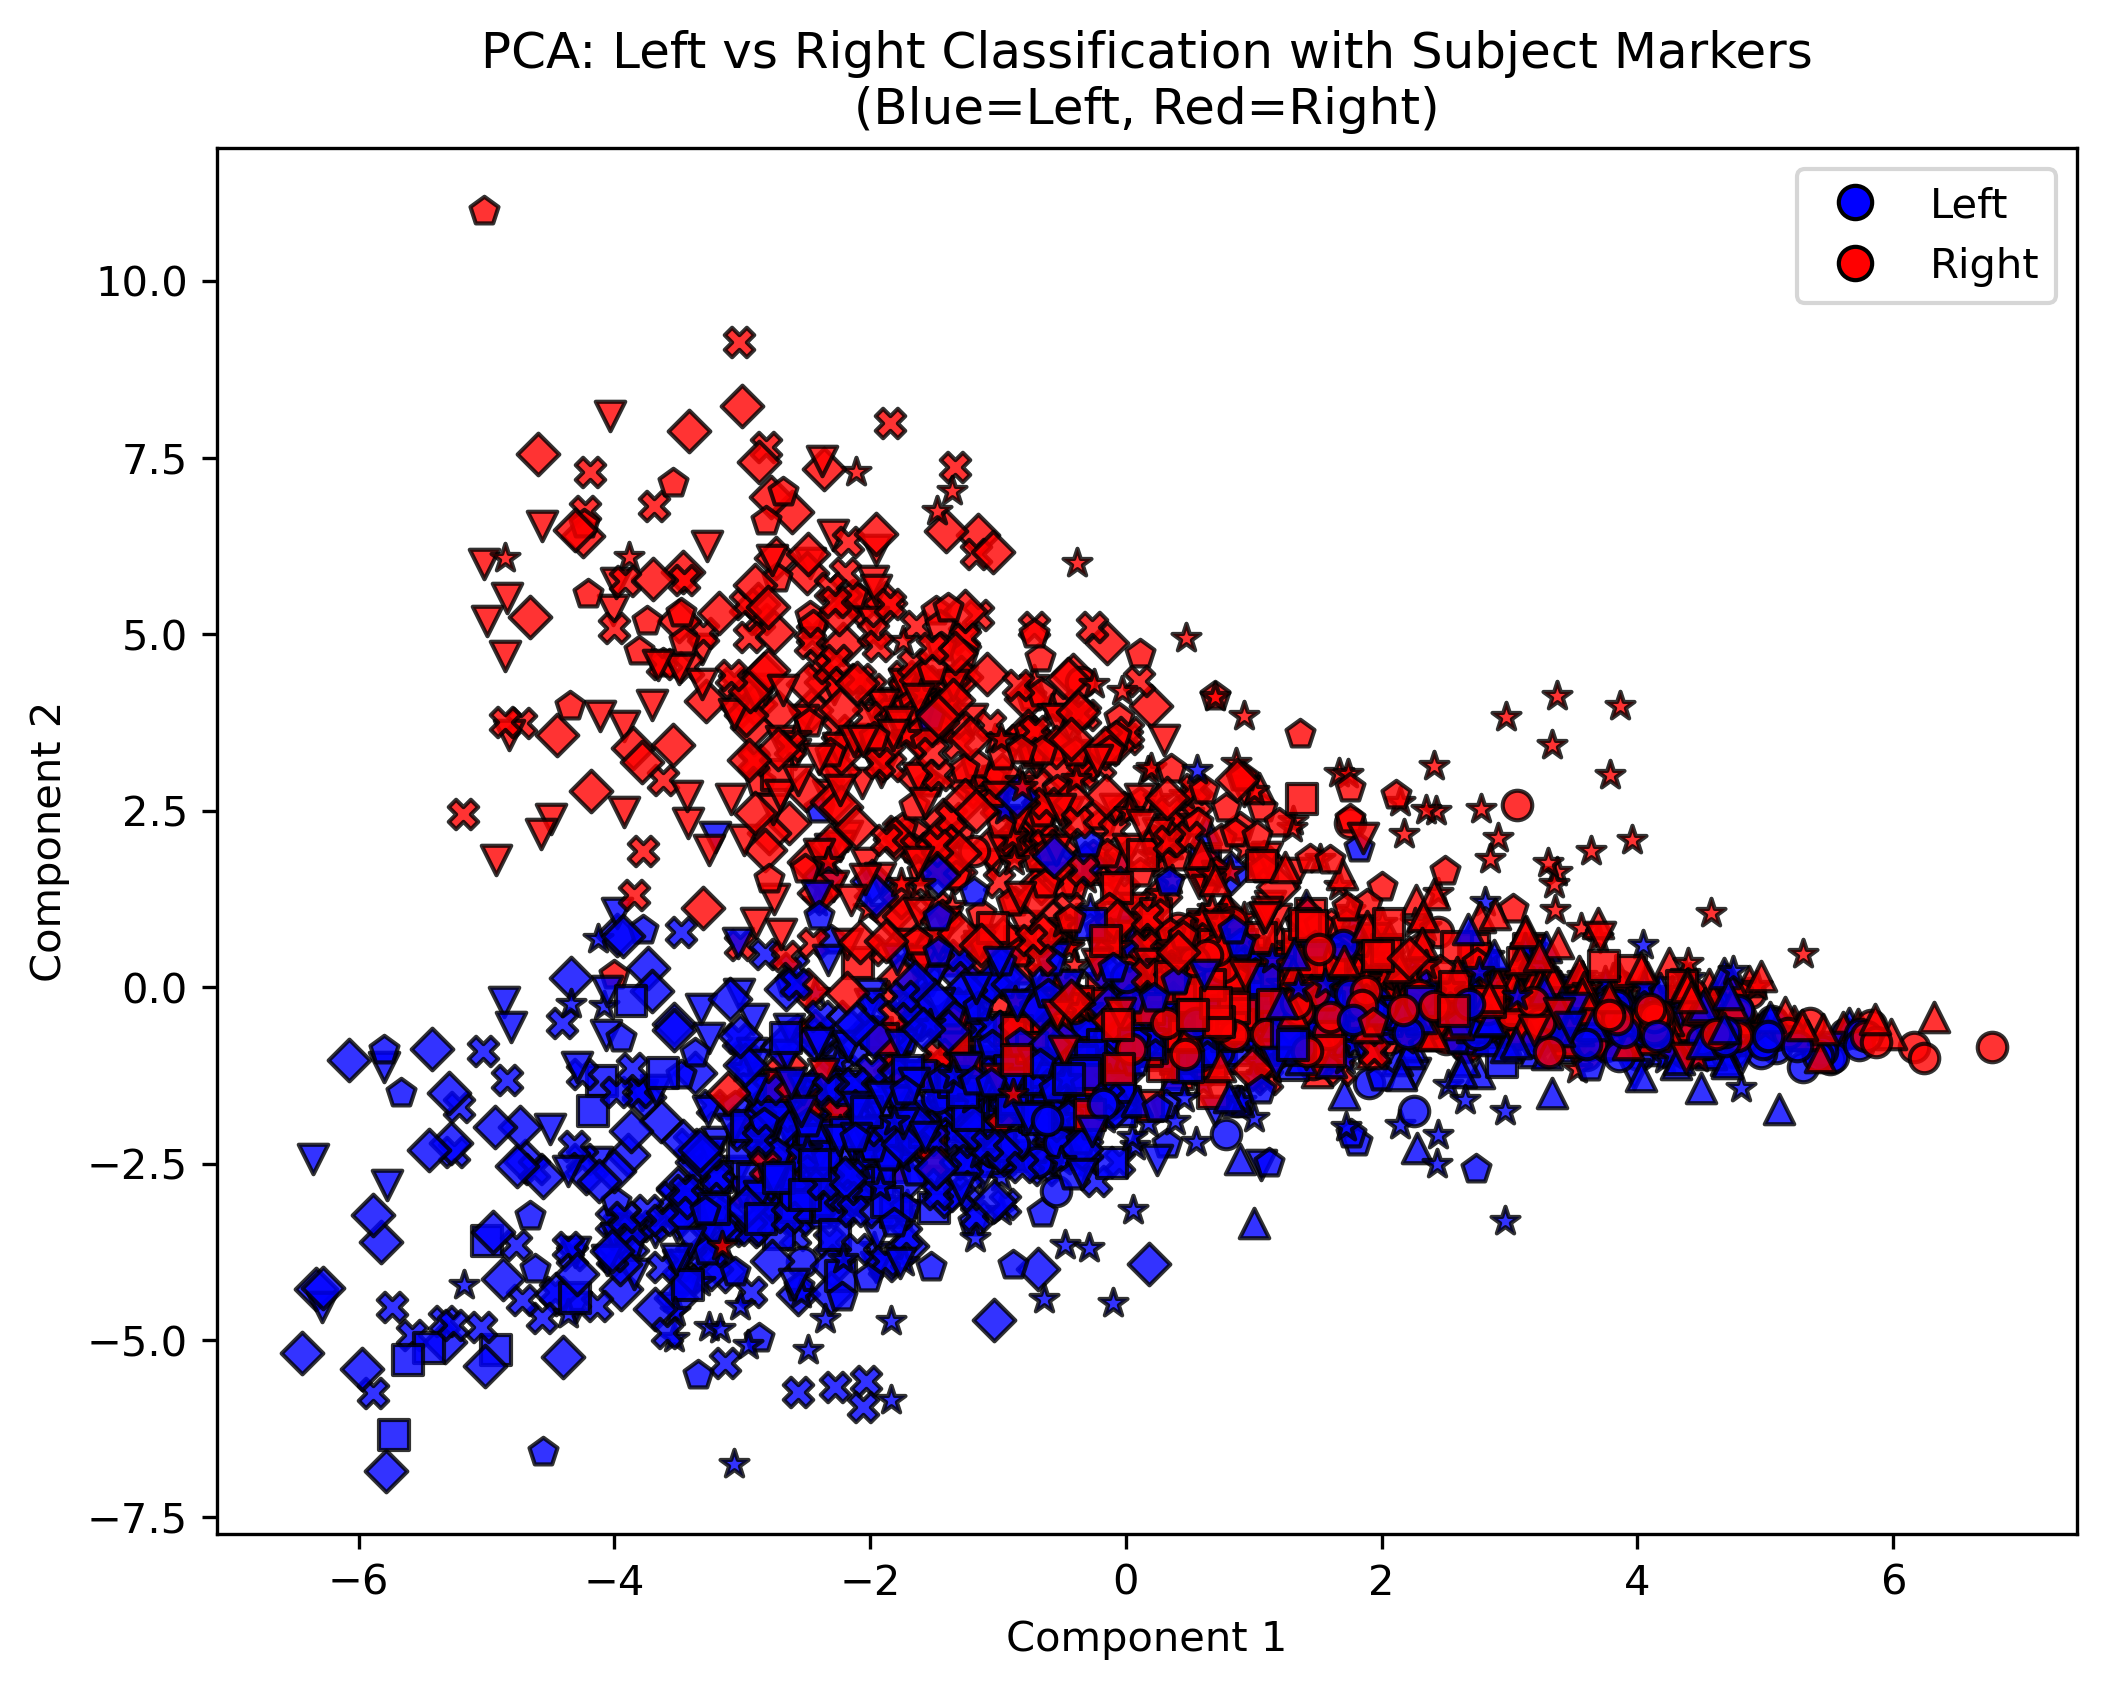 PCA: Left vs Right Classification with Subject Markers
(Blue=Left, Red=Right)
Left
Right
10.0
7.5
5.0
2.5
0.0
−2.5
−5.0
−7.5
Component 2
−6
−4
−2
0
2
4
6
Component 1